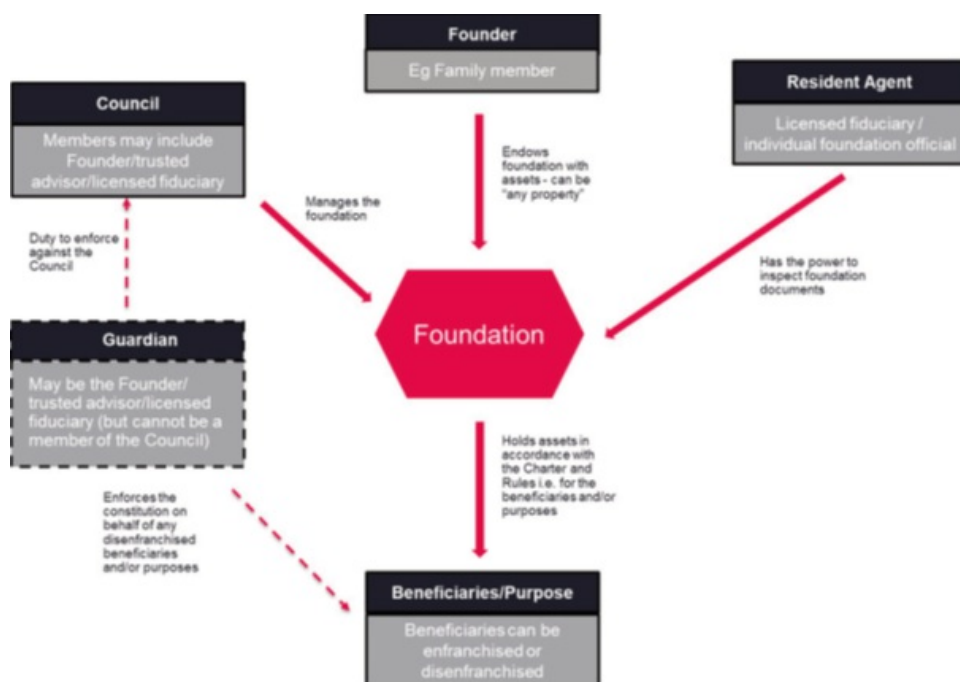 Founder
Eg Family member
Council
Members may include
Founder/trusted
advisor/licensed fiduciary
Resident Agent
Licensed fiduciary /
individual foundation official
Endows
foundation with
assets - can be
"any property"
Manages the
foundation
Duty to enforce
against the
Council
Has the power to
inspect foundation
documents
Foundation
Guardian
May be the Founder/
trusted advisor/licensed
fiduciary (but cannot be a
member of the Council)
Holds assets in
accordance with
the Charter and
Rules i.e. for the
beneficiaries and/or
purposes
Enforces the
constitution on
behalf of any
disenfranchised
beneficiaries
and/or purposes
Beneficiaries/Purpose
Beneficiaries can be
enfranchised or
disenfranchised